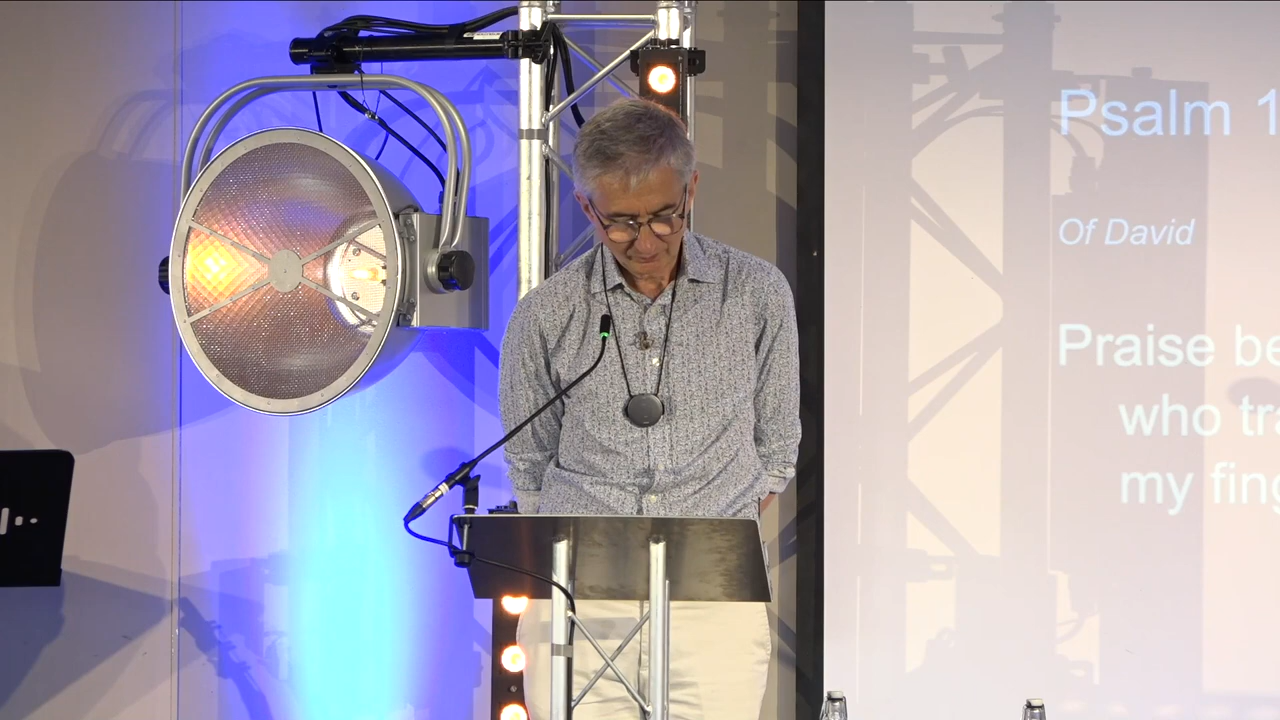 Psalm 1
Of David
Praise be
who tra
my fing